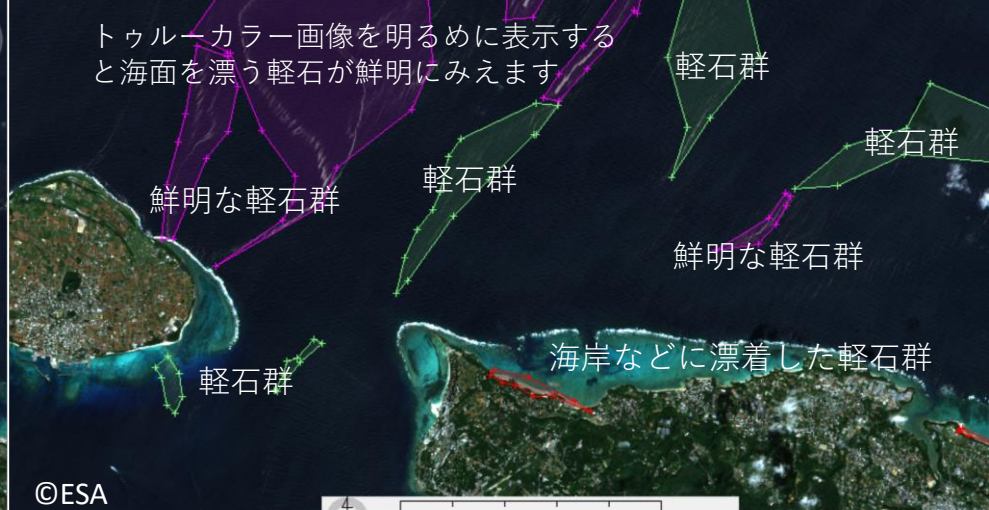 トゥルーカラー画像を明るめに表示する
と海面を漂う軽石が鮮明にみえます
軽石群
軽石群
軽石群
鮮明な軽石群
鮮明な軽石群
海岸などに漂着した軽石群
軽石群
©ESA